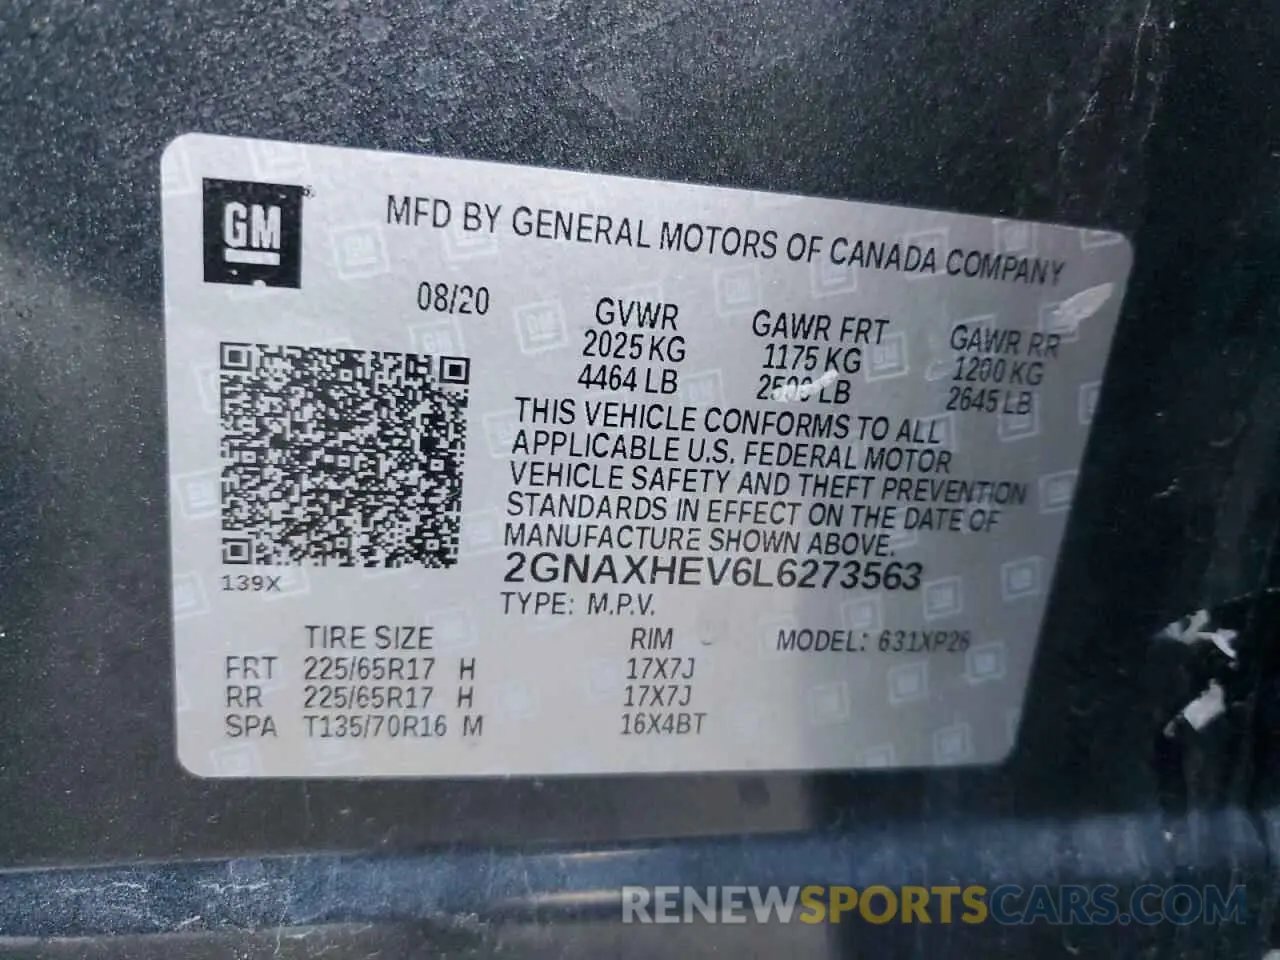 GM®
MFD BY GENERAL MOTORS OF CANADA COMPANY
08/20
GVWR GAWR FRT GAWR RR
2025 KG 1175 KG 1200 KG
4464 LB LB 2645 LB
THIS VEHICLE CONFORMS TO ALL
APPLICABLE U.S. FEDERAL MOTOR
VEHICLE SAFETY AND THEFT PREVENTION
STANDARDS IN EFFECT ON THE DATE OF
MANUFACTURE SHOWN ABOVE.
139X
2GNAXHEV6L6273563
TYPE: M.P.V.
TIRE SIZE RIM MODEL: 631XP26
FRT 225/65R17 H 17X7J
RR 225/65R17 H 17X7J
SPA T135/70R16 M 16X4BT
RENEWSPORTSCARS.COM